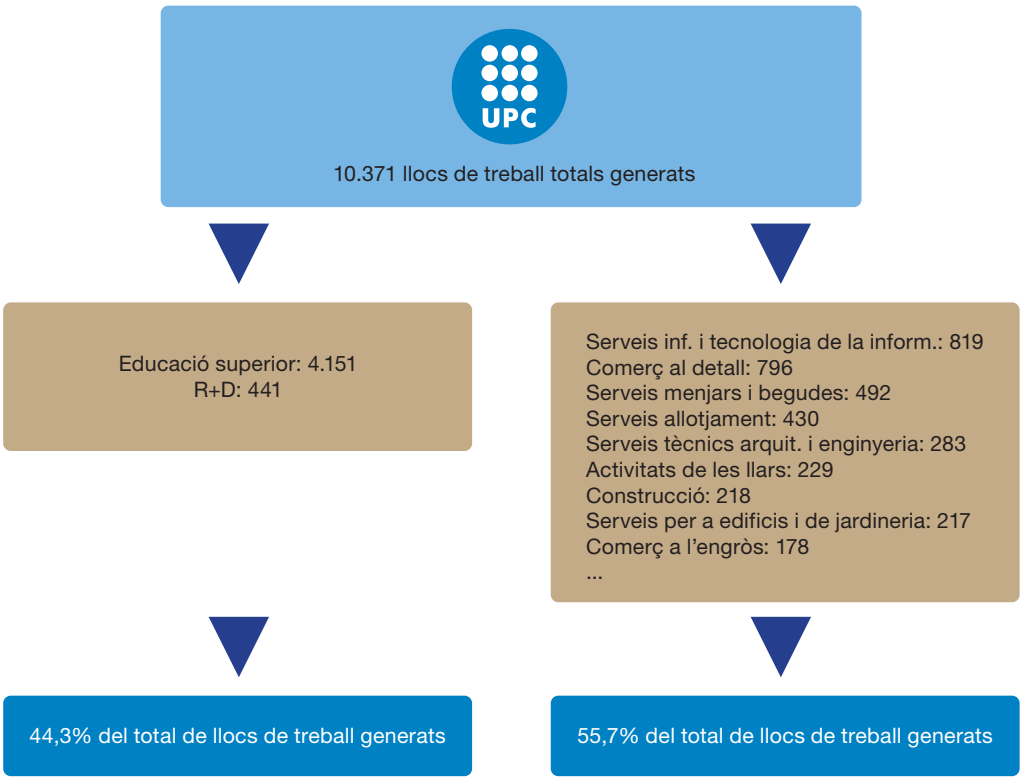 UPC
10.371 llocs de treball totals generats
Educació superior: 4.151
R+D: 441
Serveis inf. i tecnologia de la inform.: 819
Comerç al detall: 796
Serveis menjars i begudes: 492
Serveis allotjament: 430
Serveis tècnics arquit. i enginyeria: 283
Activitats de les llars: 229
Construcció: 218
Serveis per a edificis i de jardineria: 217
Comerç a l’engròs: 178
...
44,3% del total de llocs de treball generats
55,7% del total de llocs de treball generats